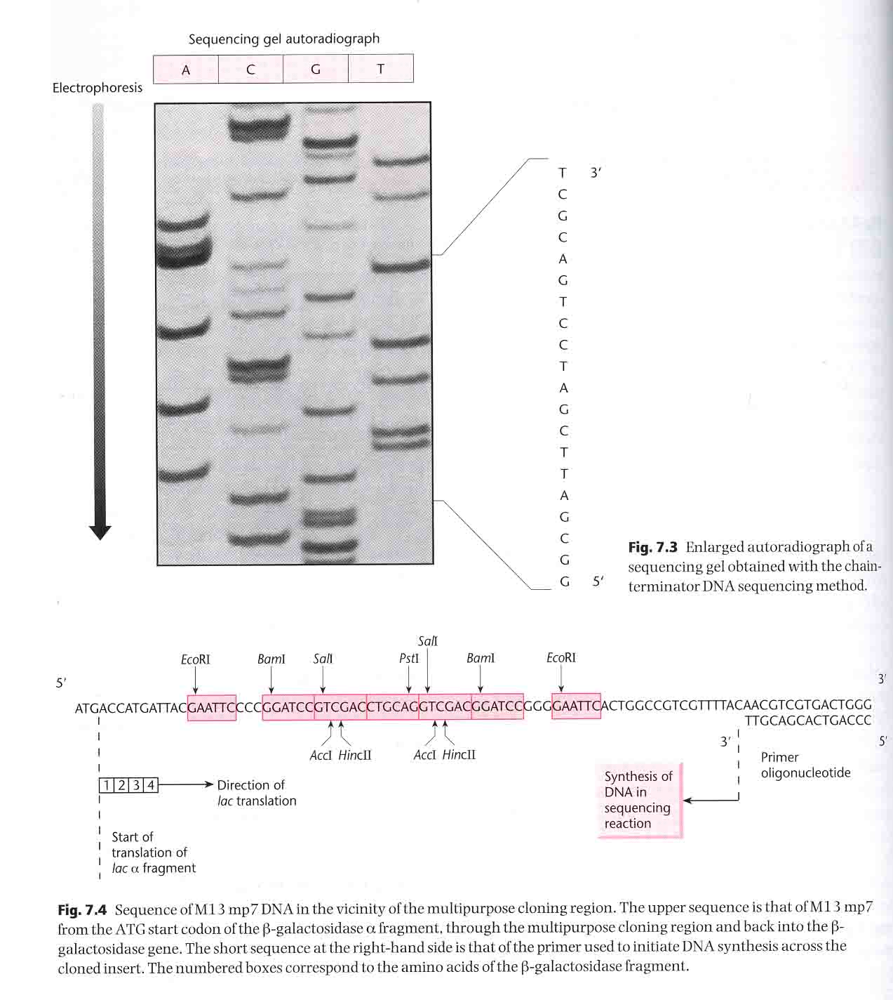 Sequencing gel autoradiograph
A C G T
Electrophoresis
T 3′
C
G
C
A
G
T
C
C
T
A
G
C
T
T
A
G
C
G
G 5′
Fig. 7.3 Enlarged autoradiograph of a
sequencing gel obtained with the chain-
terminator DNA sequencing method.
SalI
EcoRI BamI SalI PstI BamI EcoRI
5′ 3′
ATGACCATGATTACGAATTCCCCGGATCCGTCGACCTGCAGGTCGACGGATCCGGGGAATTCACTGGCCGTCGTTTTACAACGTCGTGACTGGG
TTGCAGCACTGACCC
3′ 5′
AccI HincII AccI HincII
Primer
oligonucleotide
Synthesis of
DNA in
sequencing
reaction
1 2 3 4
Direction of
lac translation
Start of
translation of
lac α fragment
Fig. 7.4 Sequence of M13 mp7 DNA in the vicinity of the multipurpose cloning region. The upper sequence is that of M13 mp7
from the ATG start codon of the β-galactosidase α fragment, through the multipurpose cloning region and back into the β-
galactosidase gene. The short sequence at the right-hand side is that of the primer used to initiate DNA synthesis across the
cloned insert. The numbered boxes correspond to the amino acids of the β-galactosidase fragment.